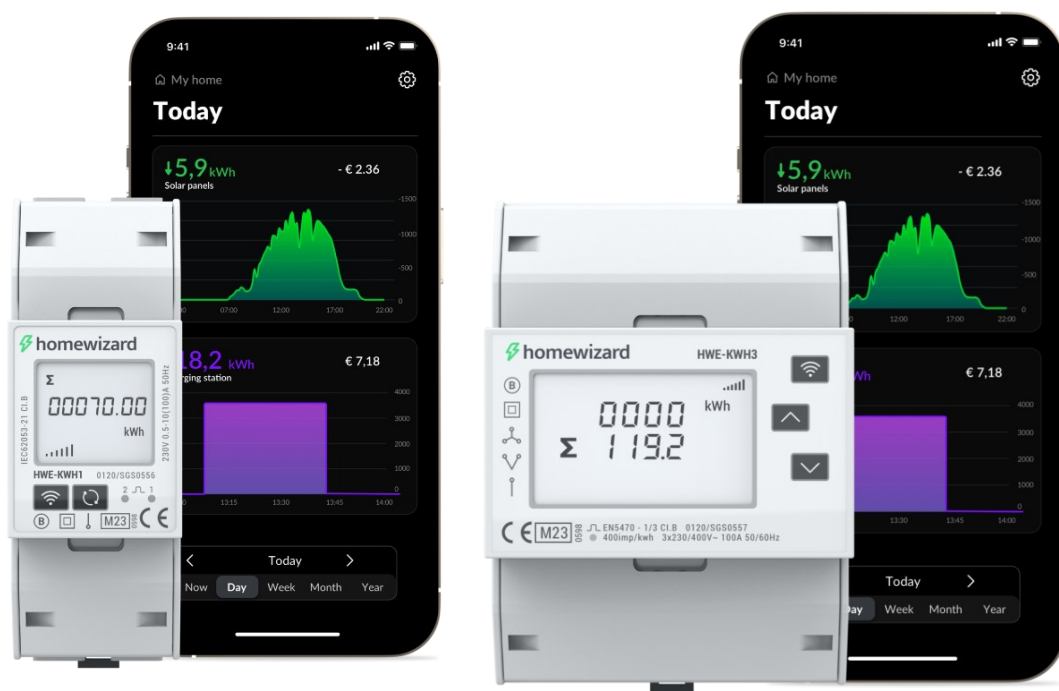 9:41
My home
Today
5,9 kWh - € 2.36
Solar panels
-1500
-1000
-500
0
07:00 12:00 17:00 22:00
18,2 kWh € 7,18
rging station
4000
3000
2000
1000
0
13:15 13:30 13:45 14:00
Today
Now Day Week Month Year
homewizard
Σ
00070.00
kWh
IEC62053-21 Cl.B
230V 0.5-10(100)A 50Hz
HWE-KWH1 0120/SGS0556
2 1
B M23 0598 CE
9:41
My home
Today
5,9 kWh - € 2.36
Solar panels
-1500
-1000
-500
0
12:00 17:00 22:00
Wh € 7,18
4000
3000
2000
1000
0
13:30 13:45 14:00
Today
Day Week Month Year
homewizard HWE-KWH3
B
0000 kWh
Σ 119.2
CE M23 0598 EN5470 - 1/3 Cl.B 0120/SGS0557
400imp/kwh 3x230/400V~ 100A 50/60Hz